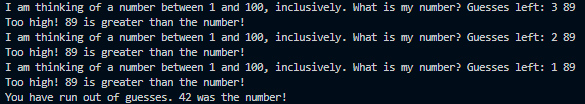 I am thinking of a number between 1 and 100, inclusively. What is my number? Guesses left: 3 89
Too high! 89 is greater than the number!
I am thinking of a number between 1 and 100, inclusively. What is my number? Guesses left: 2 89
Too high! 89 is greater than the number!
I am thinking of a number between 1 and 100, inclusively. What is my number? Guesses left: 1 89
Too high! 89 is greater than the number!
You have run out of guesses. 42 was the number!